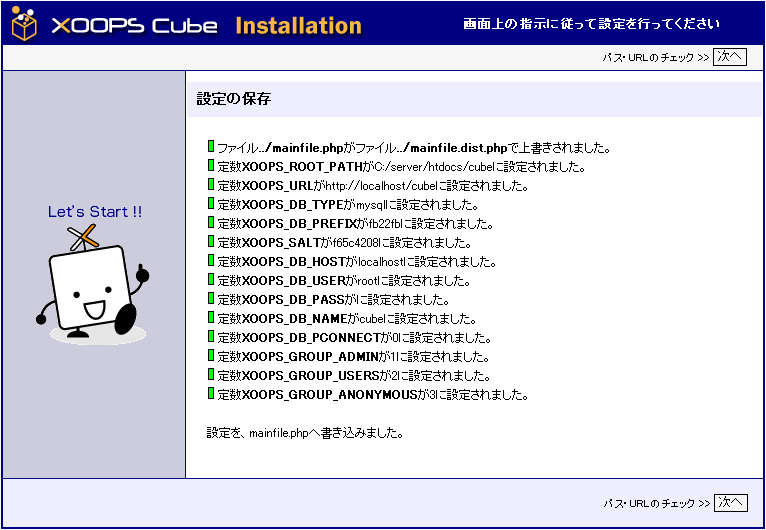 XOOPS Cube Installation 画面上の指示に従って設定を行ってください
パス・URLのチェック >> 次へ
設定の保存
ファイル../mainfile.phpがファイル../mainfile.dist.phpで上書きされました。
定数XOOPS_ROOT_PATHがC:/server/htdocs/cubeに設定されました。
定数XOOPS_URLがhttp://localhost/cubeに設定されました。
定数XOOPS_DB_TYPEがmysqlに設定されました。
定数XOOPS_DB_PREFIXがfb22fbに設定されました。
定数XOOPS_SALTがf65c4208に設定されました。
Let's Start !!
定数XOOPS_DB_HOSTがlocalhostに設定されました。
定数XOOPS_DB_USERがrootに設定されました。
定数XOOPS_DB_PASSがに設定されました。
定数XOOPS_DB_NAMEがcubeに設定されました。
定数XOOPS_DB_PCONNECTが0に設定されました。
定数XOOPS_GROUP_ADMINが1に設定されました。
定数XOOPS_GROUP_USERSが2に設定されました。
定数XOOPS_GROUP_ANONYMOUSが3に設定されました。
設定を、mainfile.phpへ書き込みました。
パス・URLのチェック >> 次へ